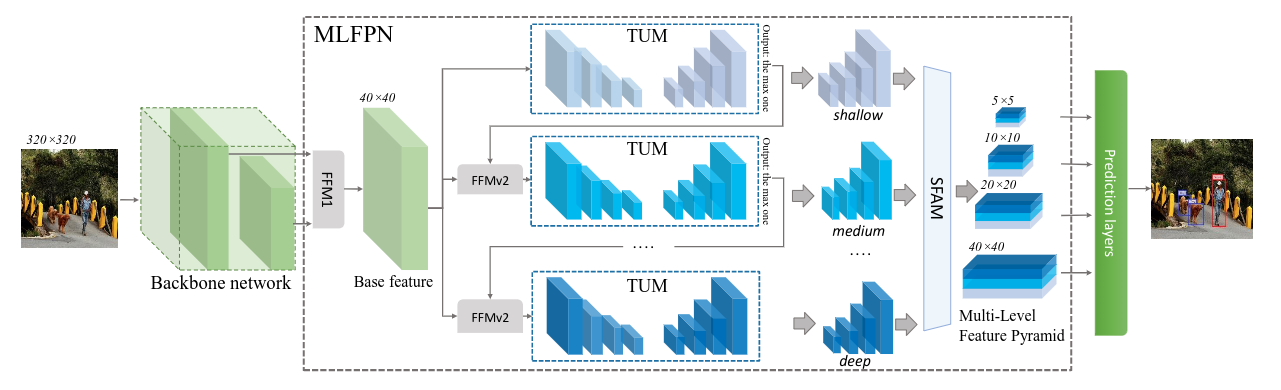 MLFPN
320×320
Backbone network
FFM1
40×40
Base feature
TUM
Output: the max one
shallow
FFMv2
TUM
Output: the max one
medium
....
....
FFMv2
TUM
deep
SFAM
5×5
10×10
20×20
40×40
Multi-Level
Feature Pyramid
Prediction layers